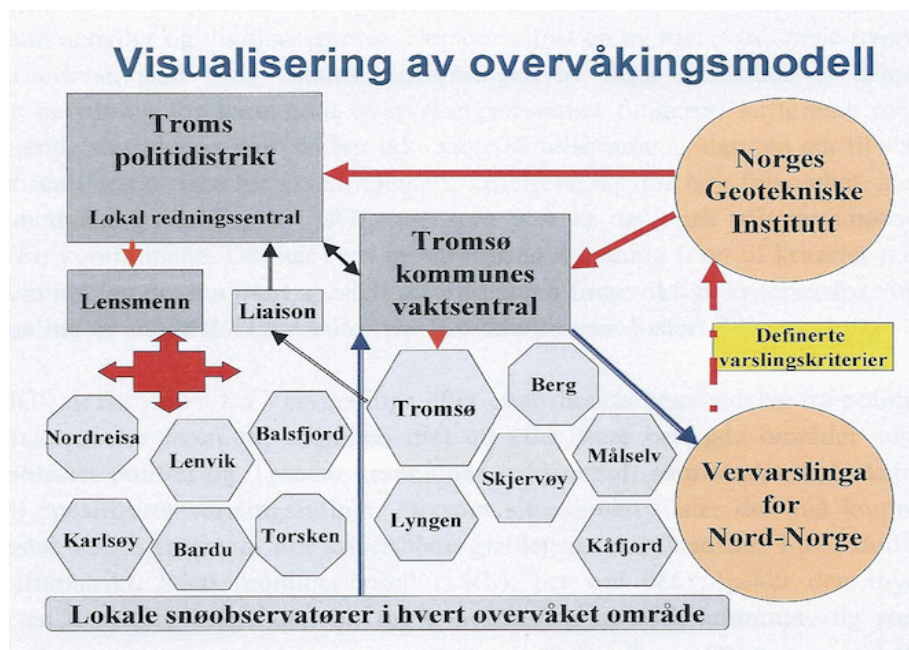 Visualisering av overvåkingsmodell
Troms
politidistrikt
Lokal redningssentral
Norges
Geotekniske
Institutt
Tromsø
kommunes
vaktsentral
Lensmenn
Liaison
Definerte
varslingskriterier
Berg
Tromsø
Nordreisa
Lenvik
Balsfjord
Skjervøy
Målselv
Vervarslinga
for
Nord-Norge
Karlsøy
Bardu
Torsken
Lyngen
Kåfjord
Lokale snøobservatører i hvert overvåket område